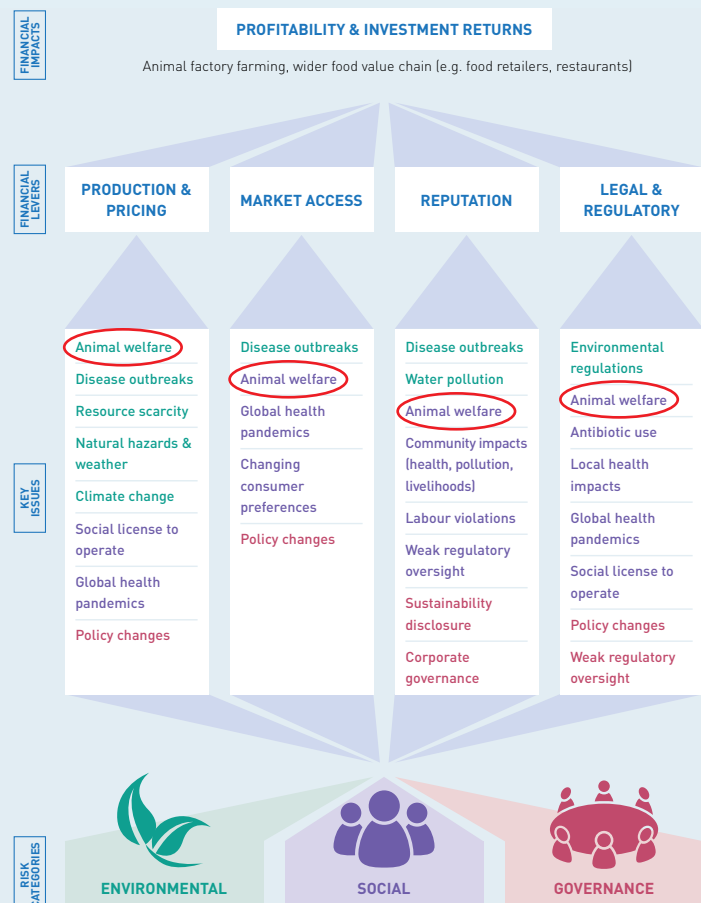 FINANCIAL
IMPACTS
PROFITABILITY & INVESTMENT RETURNS
Animal factory farming, wider food value chain (e.g. food retailers, restaurants)
FINANCIAL
LEVERS
PRODUCTION &
PRICING
MARKET ACCESS
REPUTATION
LEGAL &
REGULATORY
KEY
ISSUES
Animal welfare
Disease outbreaks
Resource scarcity
Natural hazards &
weather
Climate change
Social license to
operate
Global health
pandemics
Policy changes
Disease outbreaks
Animal welfare
Global health
pandemics
Changing
consumer
preferences
Policy changes
Disease outbreaks
Water pollution
Animal welfare
Community impacts
(health, pollution,
livelihoods)
Labour violations
Weak regulatory
oversight
Sustainability
disclosure
Corporate
governance
Environmental
regulations
Animal welfare
Antibiotic use
Local health
impacts
Global health
pandemics
Social license to
operate
Policy changes
Weak regulatory
oversight
RISK
CATEGORIES
ENVIRONMENTAL
SOCIAL
GOVERNANCE